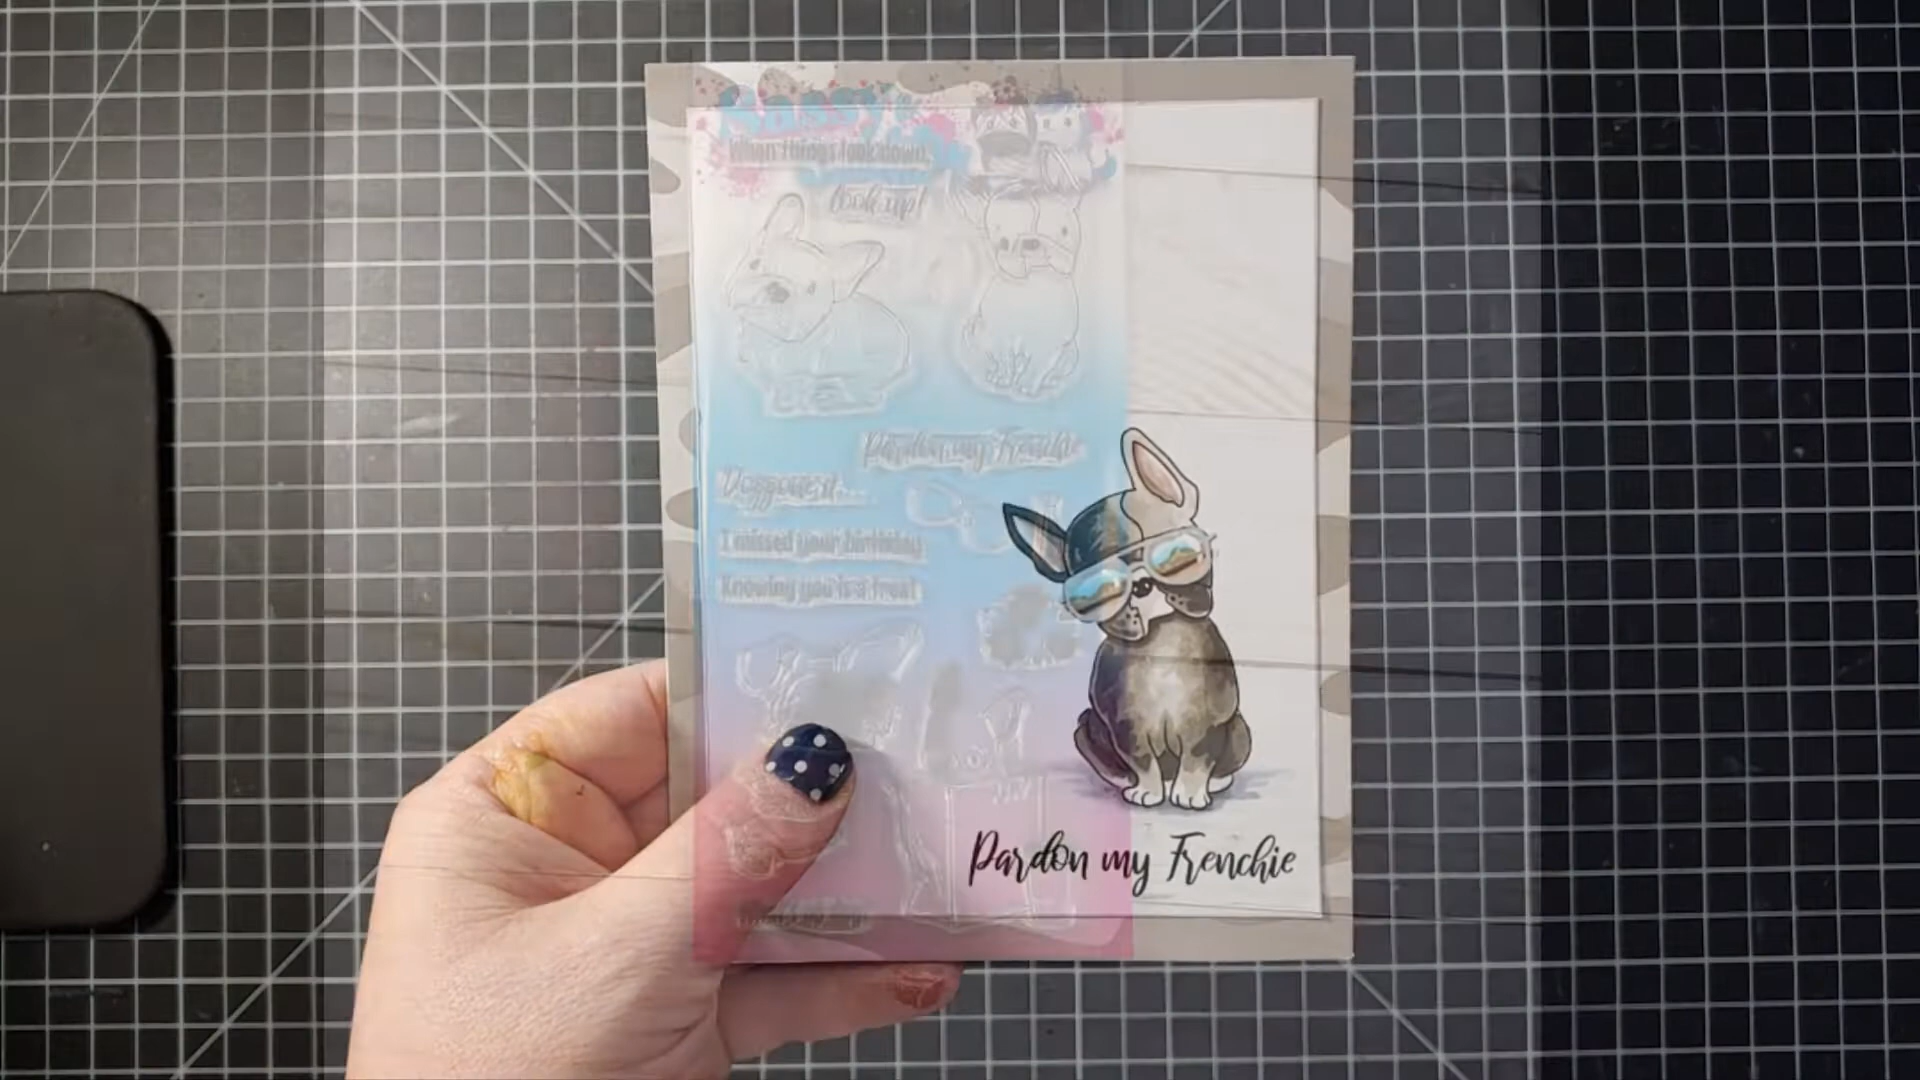 Sassy
When things look down,
look up!
Pardon my Frenchie
Doggone it....
I missed your birthday
Knowing you is a treat
Pardon my Frenchie